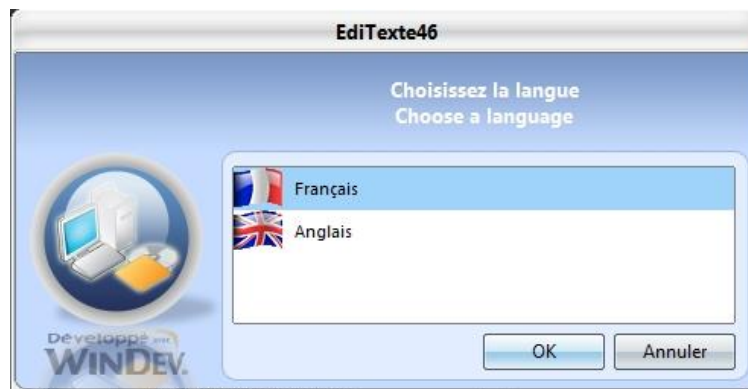 EdiTexte46
Choisissez la langue
Choose a language
Français
Anglais
Développé avec
WINDEV.
OK
Annuler